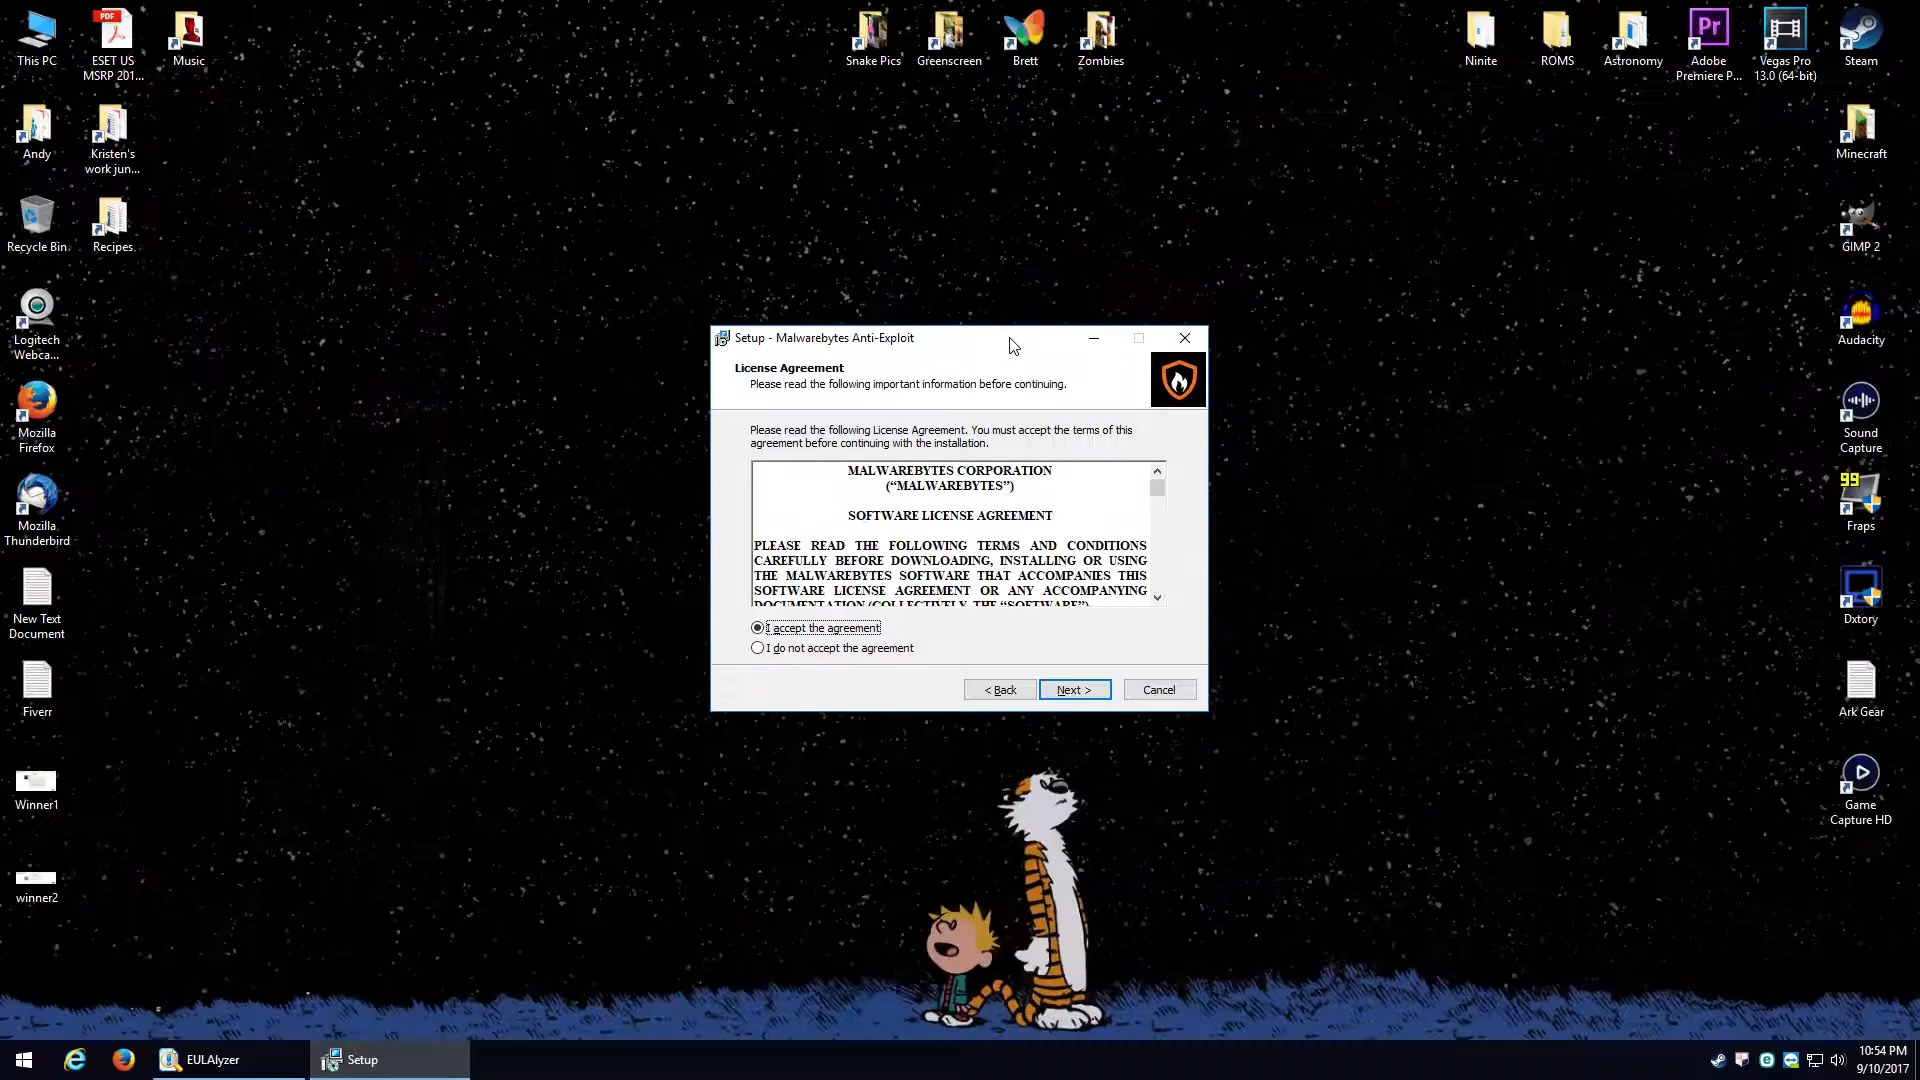 This PC
ESET US
MSRP 201...
Music
Snake Pics
Greenscreen
Brett
Zombies
Ninite
ROMS
Astronomy
Adobe
Premiere P...
Vegas Pro
13.0 (64-bit)
Steam
Andy
Kristen's
work jun...
Minecraft
Recycle Bin
Recipes
GIMP 2
Logitech
Webca...
Audacity
Mozilla
Firefox
Sound
Capture
Mozilla
Thunderbird
99
Fraps
New Text
Document
Dxtory
Fiverr
Ark Gear
Winner1
Game
Capture HD
winner2
PDF
Pr
Setup - Malwarebytes Anti-Exploit
License Agreement
Please read the following important information before continuing.
Please read the following License Agreement. You must accept the terms of this
agreement before continuing with the installation.
MALWAREBYTES CORPORATION
(“MALWAREBYTES”)
SOFTWARE LICENSE AGREEMENT
PLEASE READ THE FOLLOWING TERMS AND CONDITIONS
CAREFULLY BEFORE DOWNLOADING, INSTALLING OR USING
THE MALWAREBYTES SOFTWARE THAT ACCOMPANIES THIS
SOFTWARE LICENSE AGREEMENT OR ANY ACCOMPANYING
DOCUMENTATION (COLLECTIVELY, THE “SOFTWARE”)
I accept the agreement
I do not accept the agreement
< Back
Next >
Cancel
EULAlyzer
Setup
10:54 PM
9/10/2017